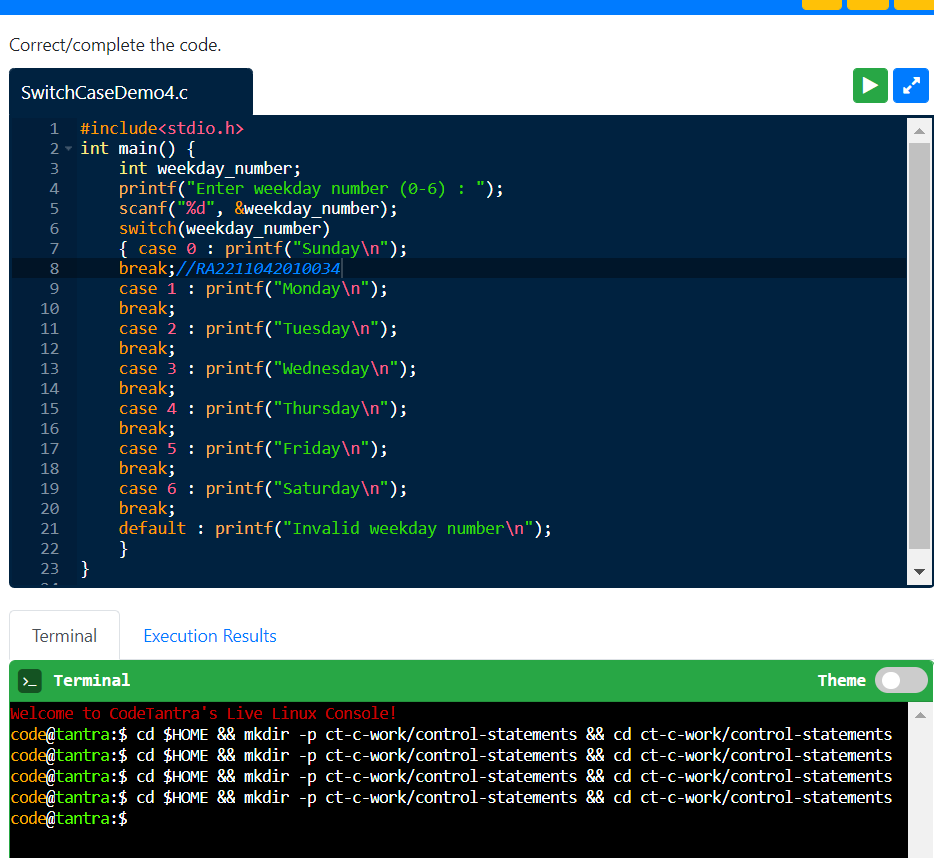 Correct/complete the code.
SwitchCaseDemo4.c
1 #include<stdio.h>
2 int main() {
3 int weekday_number;
4 printf("Enter weekday number (0-6) : ");
5 scanf("%d", &weekday_number);
6 switch(weekday_number)
7 { case 0 : printf("Sunday\n");
8 break;//RA2211042010034
9 case 1 : printf("Monday\n");
10 break;
11 case 2 : printf("Tuesday\n");
12 break;
13 case 3 : printf("Wednesday\n");
14 break;
15 case 4 : printf("Thursday\n");
16 break;
17 case 5 : printf("Friday\n");
18 break;
19 case 6 : printf("Saturday\n");
20 break;
21 default : printf("Invalid weekday number\n");
22 }
23 }
Terminal Execution Results
>_ Terminal Theme
Welcome to CodeTantra's Live Linux Console!
code@tantra:$ cd $HOME && mkdir -p ct-c-work/control-statements && cd ct-c-work/control-statements
code@tantra:$ cd $HOME && mkdir -p ct-c-work/control-statements && cd ct-c-work/control-statements
code@tantra:$ cd $HOME && mkdir -p ct-c-work/control-statements && cd ct-c-work/control-statements
code@tantra:$ cd $HOME && mkdir -p ct-c-work/control-statements && cd ct-c-work/control-statements
code@tantra:$